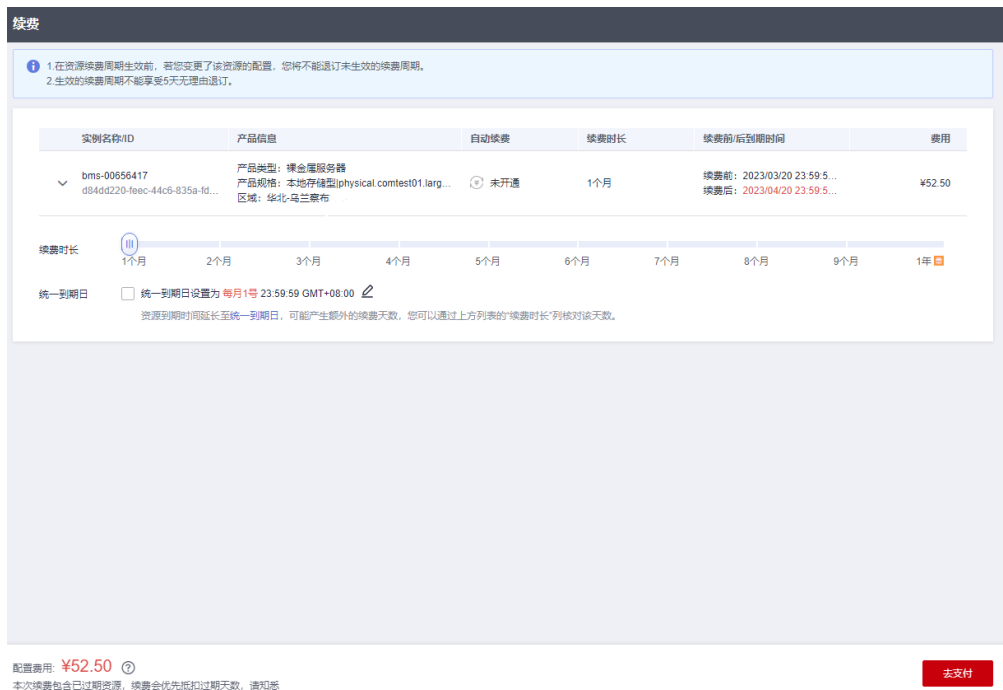 续费
1.在资源续费周期生效前，若您变更了该资源的配置，您将不能退订未生效的续费周期。
2.生效的续费周期不能享受5天无理由退订。
实例名称/ID 产品信息 自动续费 续费时长 续费前/后到期时间 费用
bms-00656417
d84dd220-feec-44c6-835a-fd...
产品类型：裸金属服务器
产品规格：本地存储型|physical.comtest01.larg...
区域：华北-乌兰察布
未开通
1个月
续费前：2023/03/20 23:59:5...
续费后：2023/04/20 23:59:5...
¥52.50
续费时长
1个月 2个月 3个月 4个月 5个月 6个月 7个月 8个月 9个月 1年
统一到期日 统一到期日设置为 每月1号 23:59:59 GMT+08:00
资源到期时间延长至统一到期日，可能产生额外的续费天数，您可以通过上方列表的“续费时长”列核对该天数。
配置费用: ¥52.50
本次续费包含已过期资源，续费会优先抵扣过期天数，请知悉
去支付